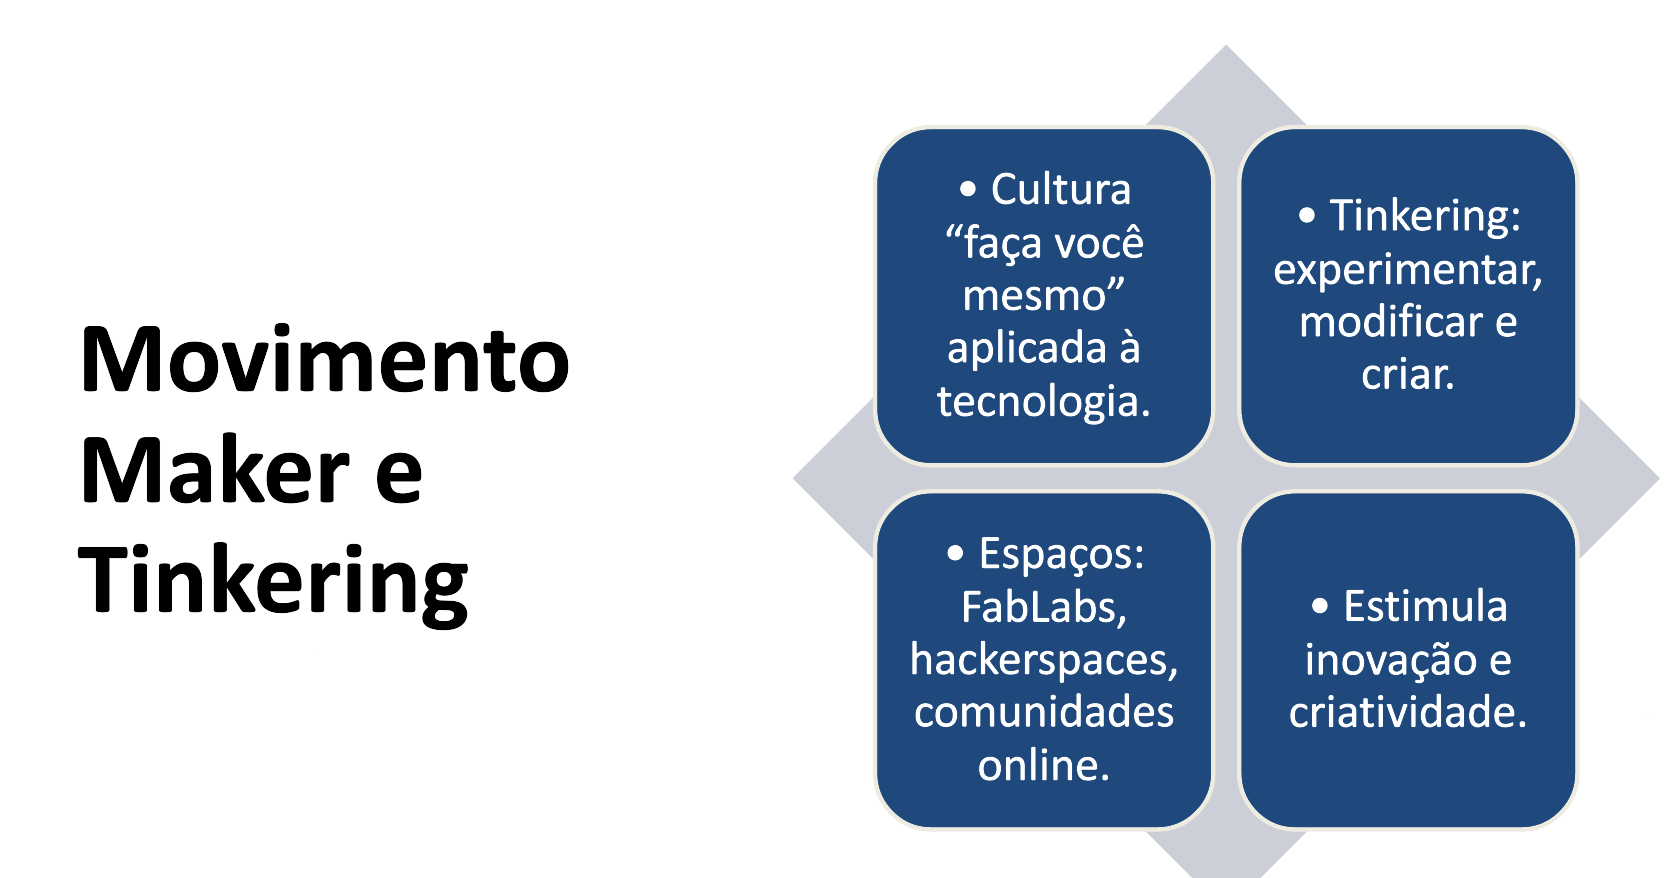 Movimento
Maker e
Tinkering
• Cultura
“faça você
mesmo”
aplicada à
tecnologia.
• Tinkering:
experimentar,
modificar e
criar.
• Espaços:
FabLabs,
hackerspaces,
comunidades
online.
• Estimula
inovação e
criatividade.